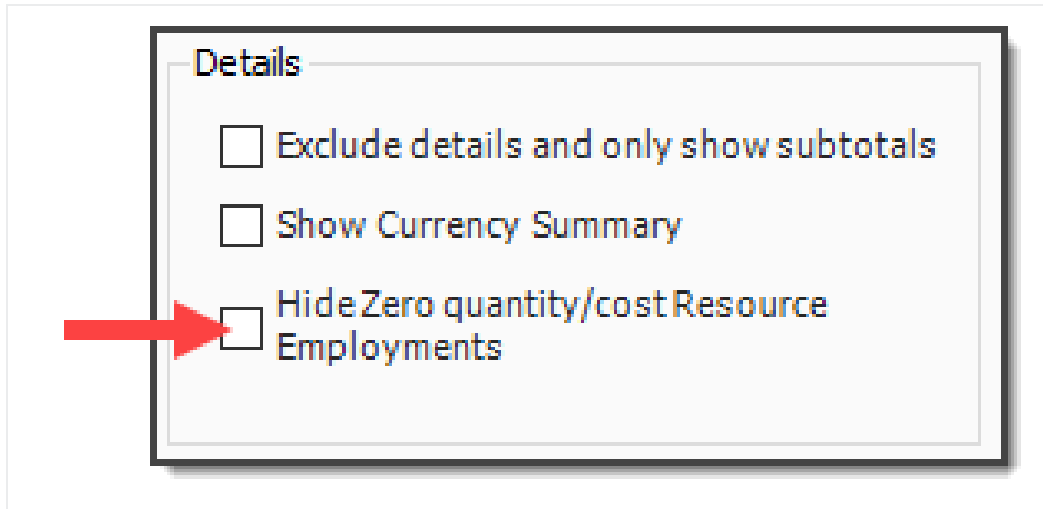 Details
Exclude details and only show subtotals
Show Currency Summary
Hide Zero quantity/cost Resource
Employments